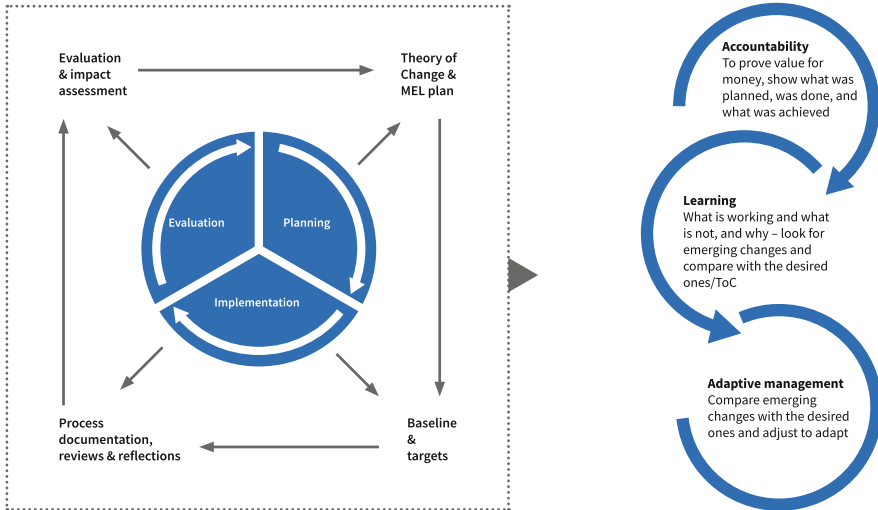 Evaluation
& impact
assessment
Theory of
Change &
MEL plan
Evaluation
Planning
Implementation
Process
documentation,
reviews & reflections
Baseline
&
targets
Accountability
To prove value for
money, show what was
planned, was done, and
what was achieved
Learning
What is working and what
is not, and why – look for
emerging changes and
compare with the desired
ones/ToC
Adaptive management
Compare emerging
changes with the desired
ones and adjust to adapt